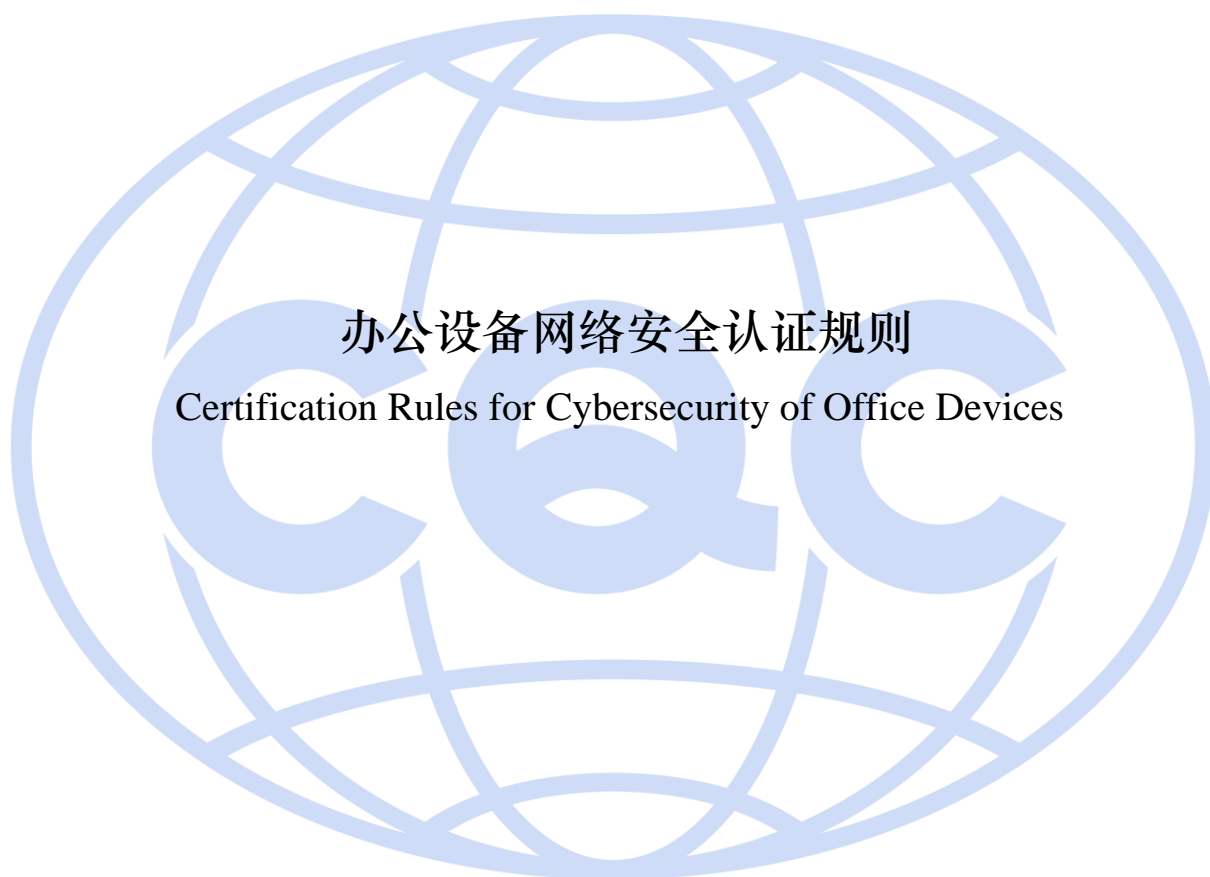 办公设备网络安全认证规则
Certification Rules for Cybersecurity of Office Devices
CQC